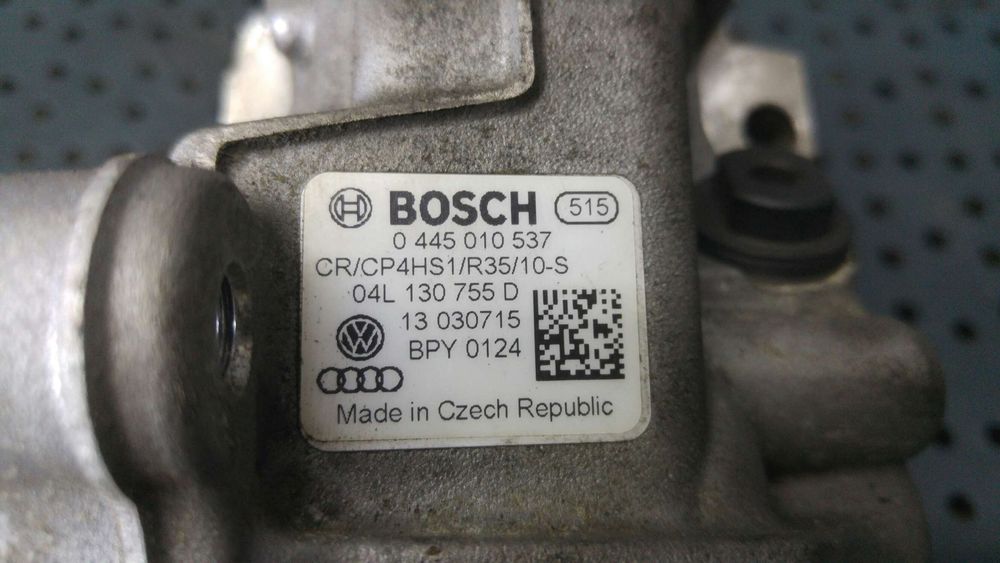 BOSCH 515
0 445 010 537
CR/CP4HS1/R35/10-S
04L 130 755 D
13 030715
BPY 0124
Made in Czech Republic